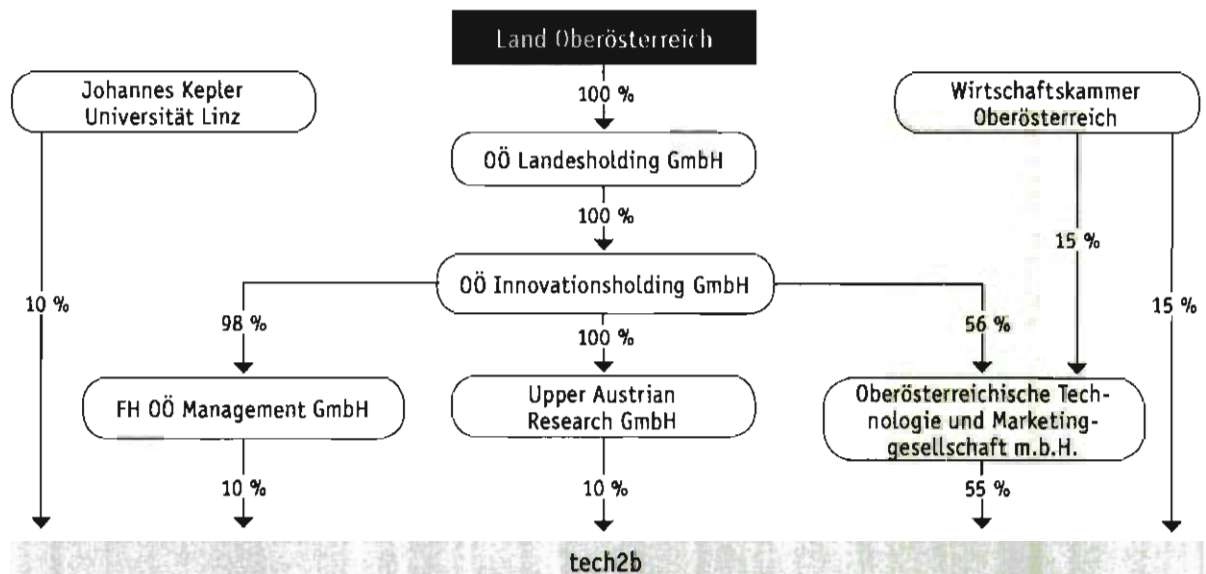 Land Oberösterreich
Johannes Kepler
Universität Linz
100 %
Wirtschaftskammer
Oberösterreich
OÖ Landesholding GmbH
100 %
15 %
OÖ Innovationsholding GmbH
10 %
98 %
100 %
56 %
15 %
FH OÖ Management GmbH
Upper Austrian
Research GmbH
Oberösterreichische Tech-
nologie und Marketing-
gesellschaft m.b.H.
10 %
10 %
55 %
tech2b